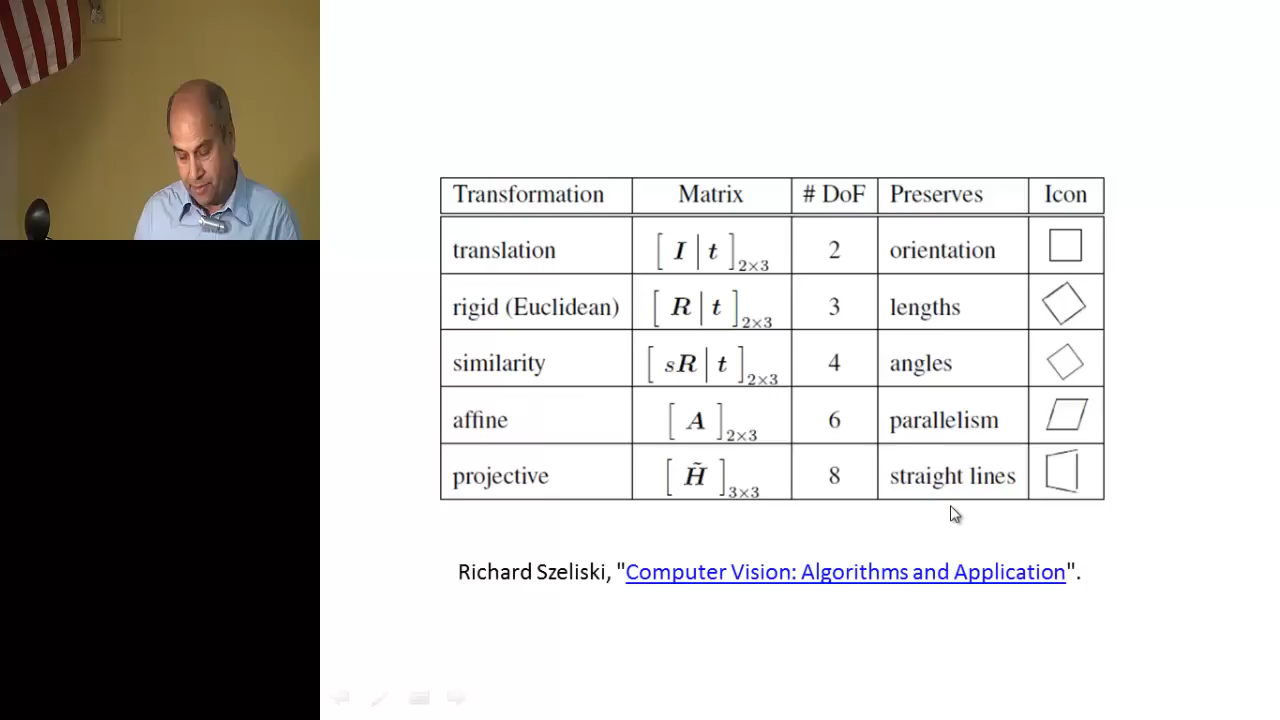 Transformation Matrix # DoF Preserves Icon
translation [ I | t ]2×3 2 orientation
rigid (Euclidean) [ R | t ]2×3 3 lengths
similarity [ sR | t ]2×3 4 angles
affine [ A ]2×3 6 parallelism
projective [ H̃ ]3×3 8 straight lines
Richard Szeliski, "Computer Vision: Algorithms and Application".